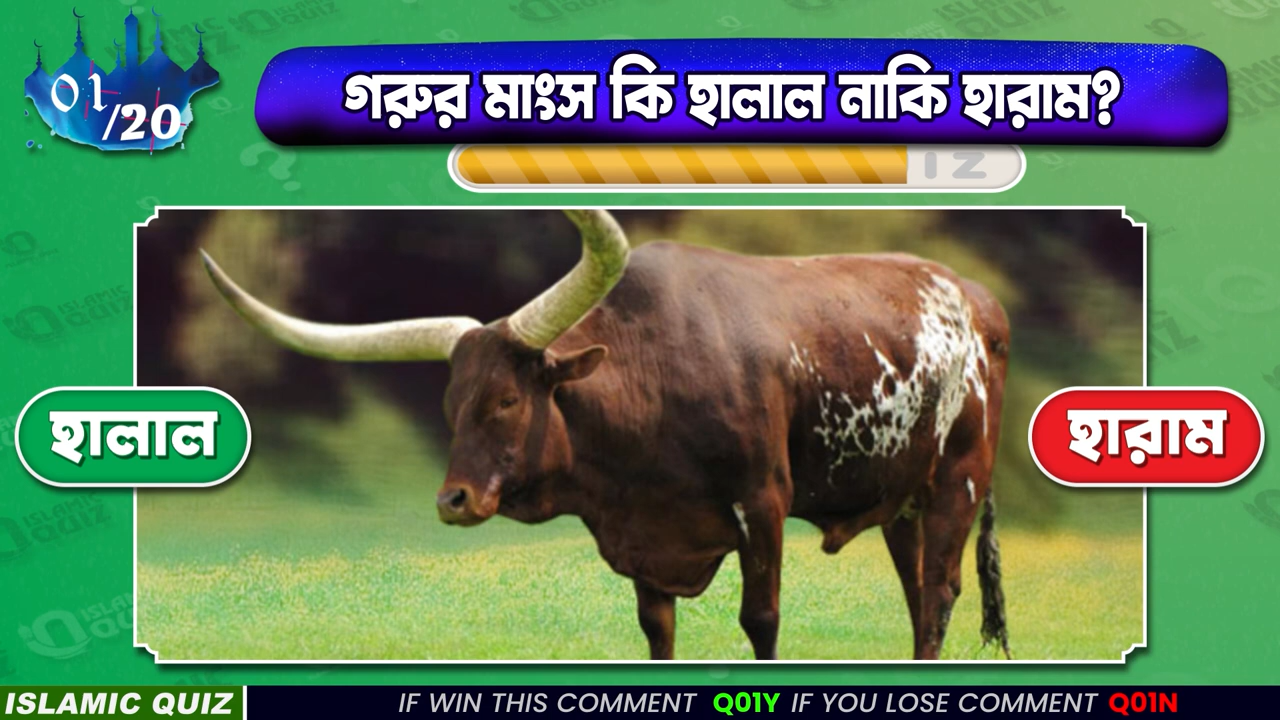 01/20
গরুর মাংস কি হালাল নাকি হারাম?
12
হালাল
হারাম
ISLAMIC QUIZ
IF WIN THIS COMMENT Q01Y IF YOU LOSE COMMENT Q01N